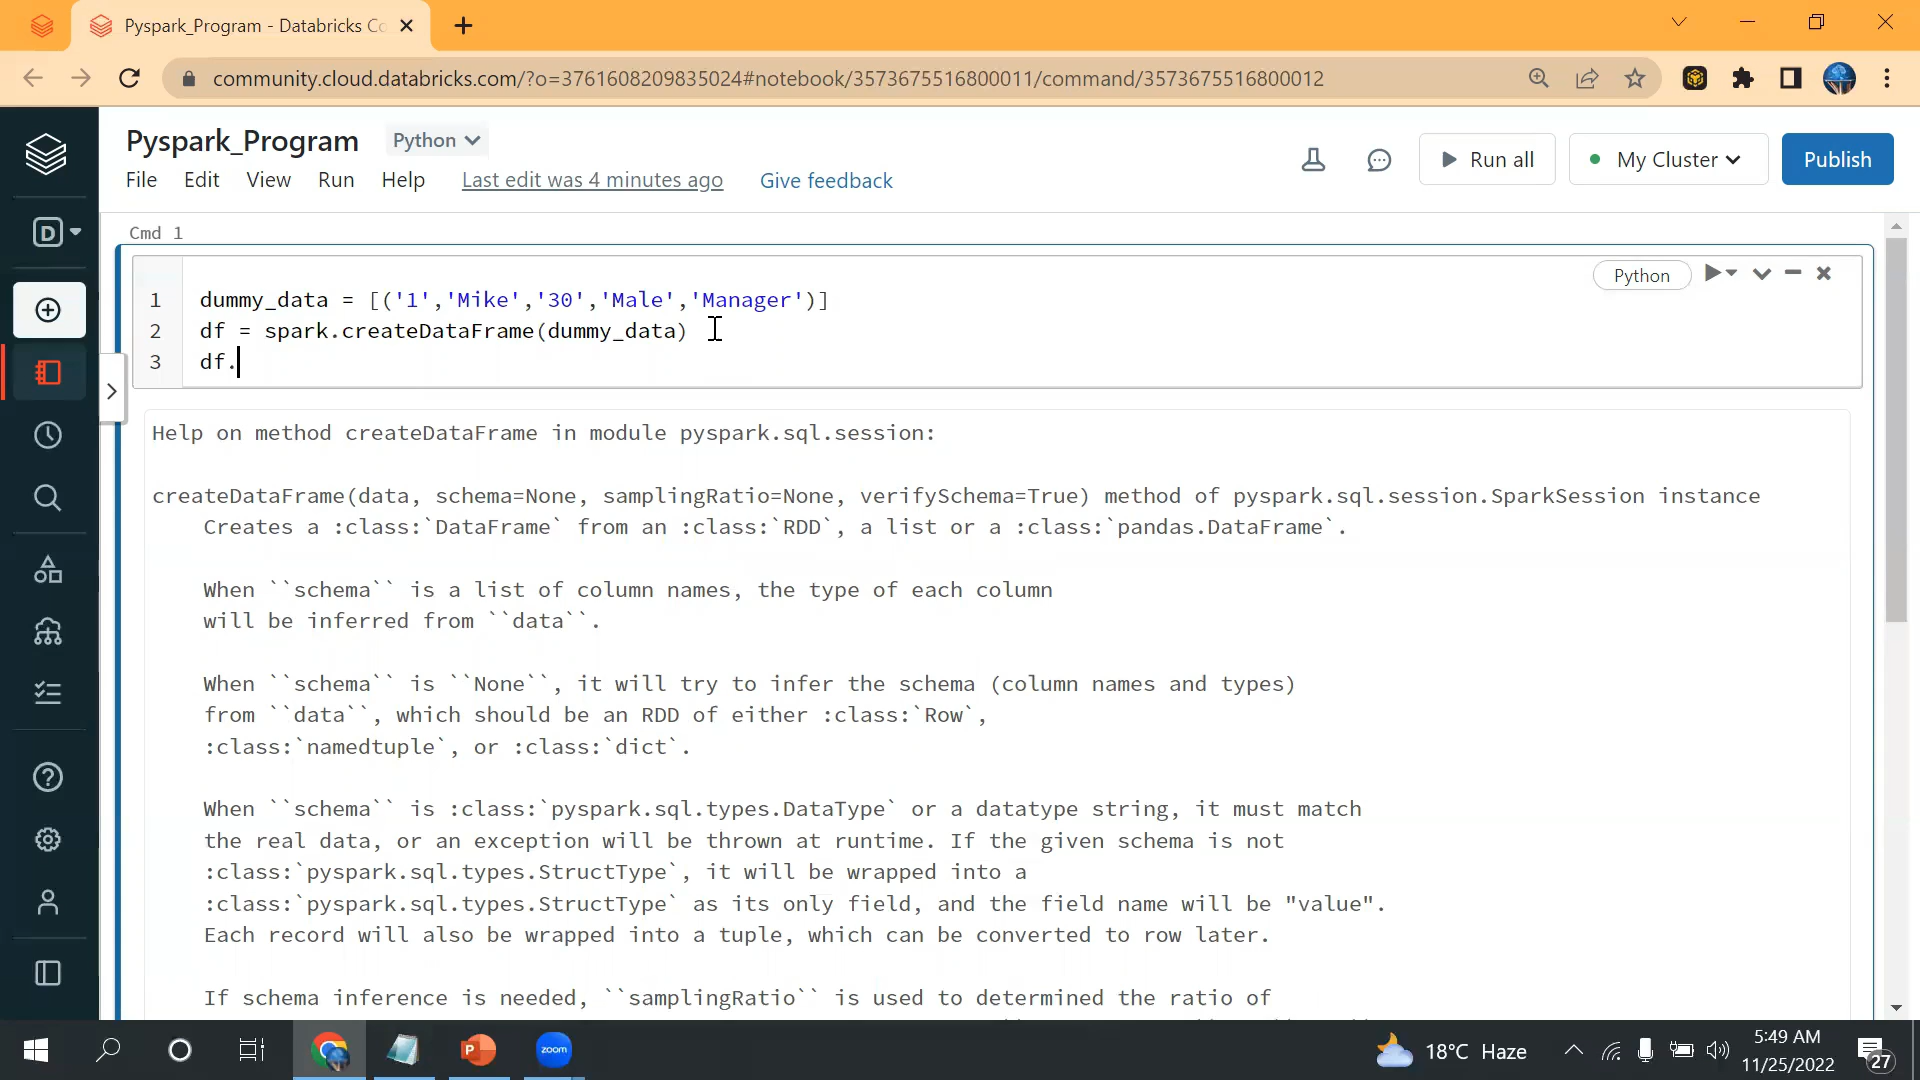 Pyspark_Program - Databricks Co
community.cloud.databricks.com/?o=3761608209835024#notebook/3573675516800011/command/3573675516800012
Pyspark_Program Python
File Edit View Run Help Last edit was 4 minutes ago Give feedback
Run all My Cluster Publish
D
Cmd 1
Python
1 dummy_data = [('1','Mike','30','Male','Manager')]
2 df = spark.createDataFrame(dummy_data)
3 df.
Help on method createDataFrame in module pyspark.sql.session:
createDataFrame(data, schema=None, samplingRatio=None, verifySchema=True) method of pyspark.sql.session.SparkSession instance
Creates a :class:`DataFrame` from an :class:`RDD`, a list or a :class:`pandas.DataFrame`.
When ``schema`` is a list of column names, the type of each column
will be inferred from ``data``.
When ``schema`` is ``None``, it will try to infer the schema (column names and types)
from ``data``, which should be an RDD of either :class:`Row`,
:class:`namedtuple`, or :class:`dict`.
When ``schema`` is :class:`pyspark.sql.types.DataType` or a datatype string, it must match
the real data, or an exception will be thrown at runtime. If the given schema is not
:class:`pyspark.sql.types.StructType`, it will be wrapped into a
:class:`pyspark.sql.types.StructType` as its only field, and the field name will be "value".
Each record will also be wrapped into a tuple, which can be converted to row later.
If schema inference is needed, ``samplingRatio`` is used to determined the ratio of
zoom
18°C Haze
5:49 AM
11/25/2022
27